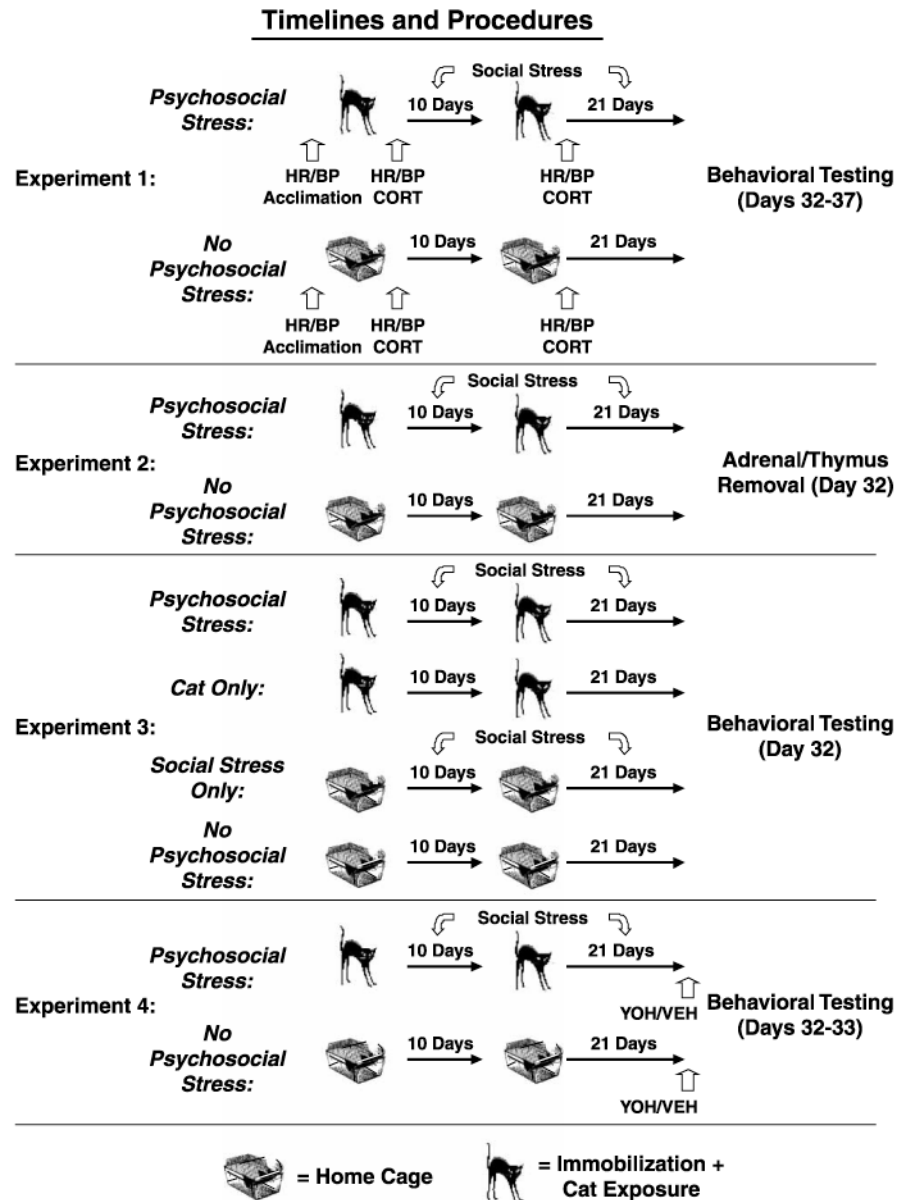 Timelines and Procedures
Social Stress
Psychosocial
Stress:
10 Days
21 Days
Experiment 1:
HR/BP
Acclimation
HR/BP
CORT
HR/BP
CORT
Behavioral Testing
(Days 32-37)
No
Psychosocial
Stress:
10 Days
21 Days
HR/BP
Acclimation
HR/BP
CORT
HR/BP
CORT
Social Stress
Psychosocial
Stress:
10 Days
21 Days
Experiment 2:
Adrenal/Thymus
Removal (Day 32)
No
Psychosocial
Stress:
10 Days
21 Days
Social Stress
Psychosocial
Stress:
10 Days
21 Days
Cat Only:
10 Days
21 Days
Experiment 3:
Behavioral Testing
(Day 32)
Social Stress
Social Stress
Only:
10 Days
21 Days
No
Psychosocial
Stress:
10 Days
21 Days
Social Stress
Psychosocial
Stress:
10 Days
21 Days
YOH/VEH
Experiment 4:
Behavioral Testing
(Days 32-33)
No
Psychosocial
Stress:
10 Days
21 Days
YOH/VEH
= Home Cage
= Immobilization +
Cat Exposure